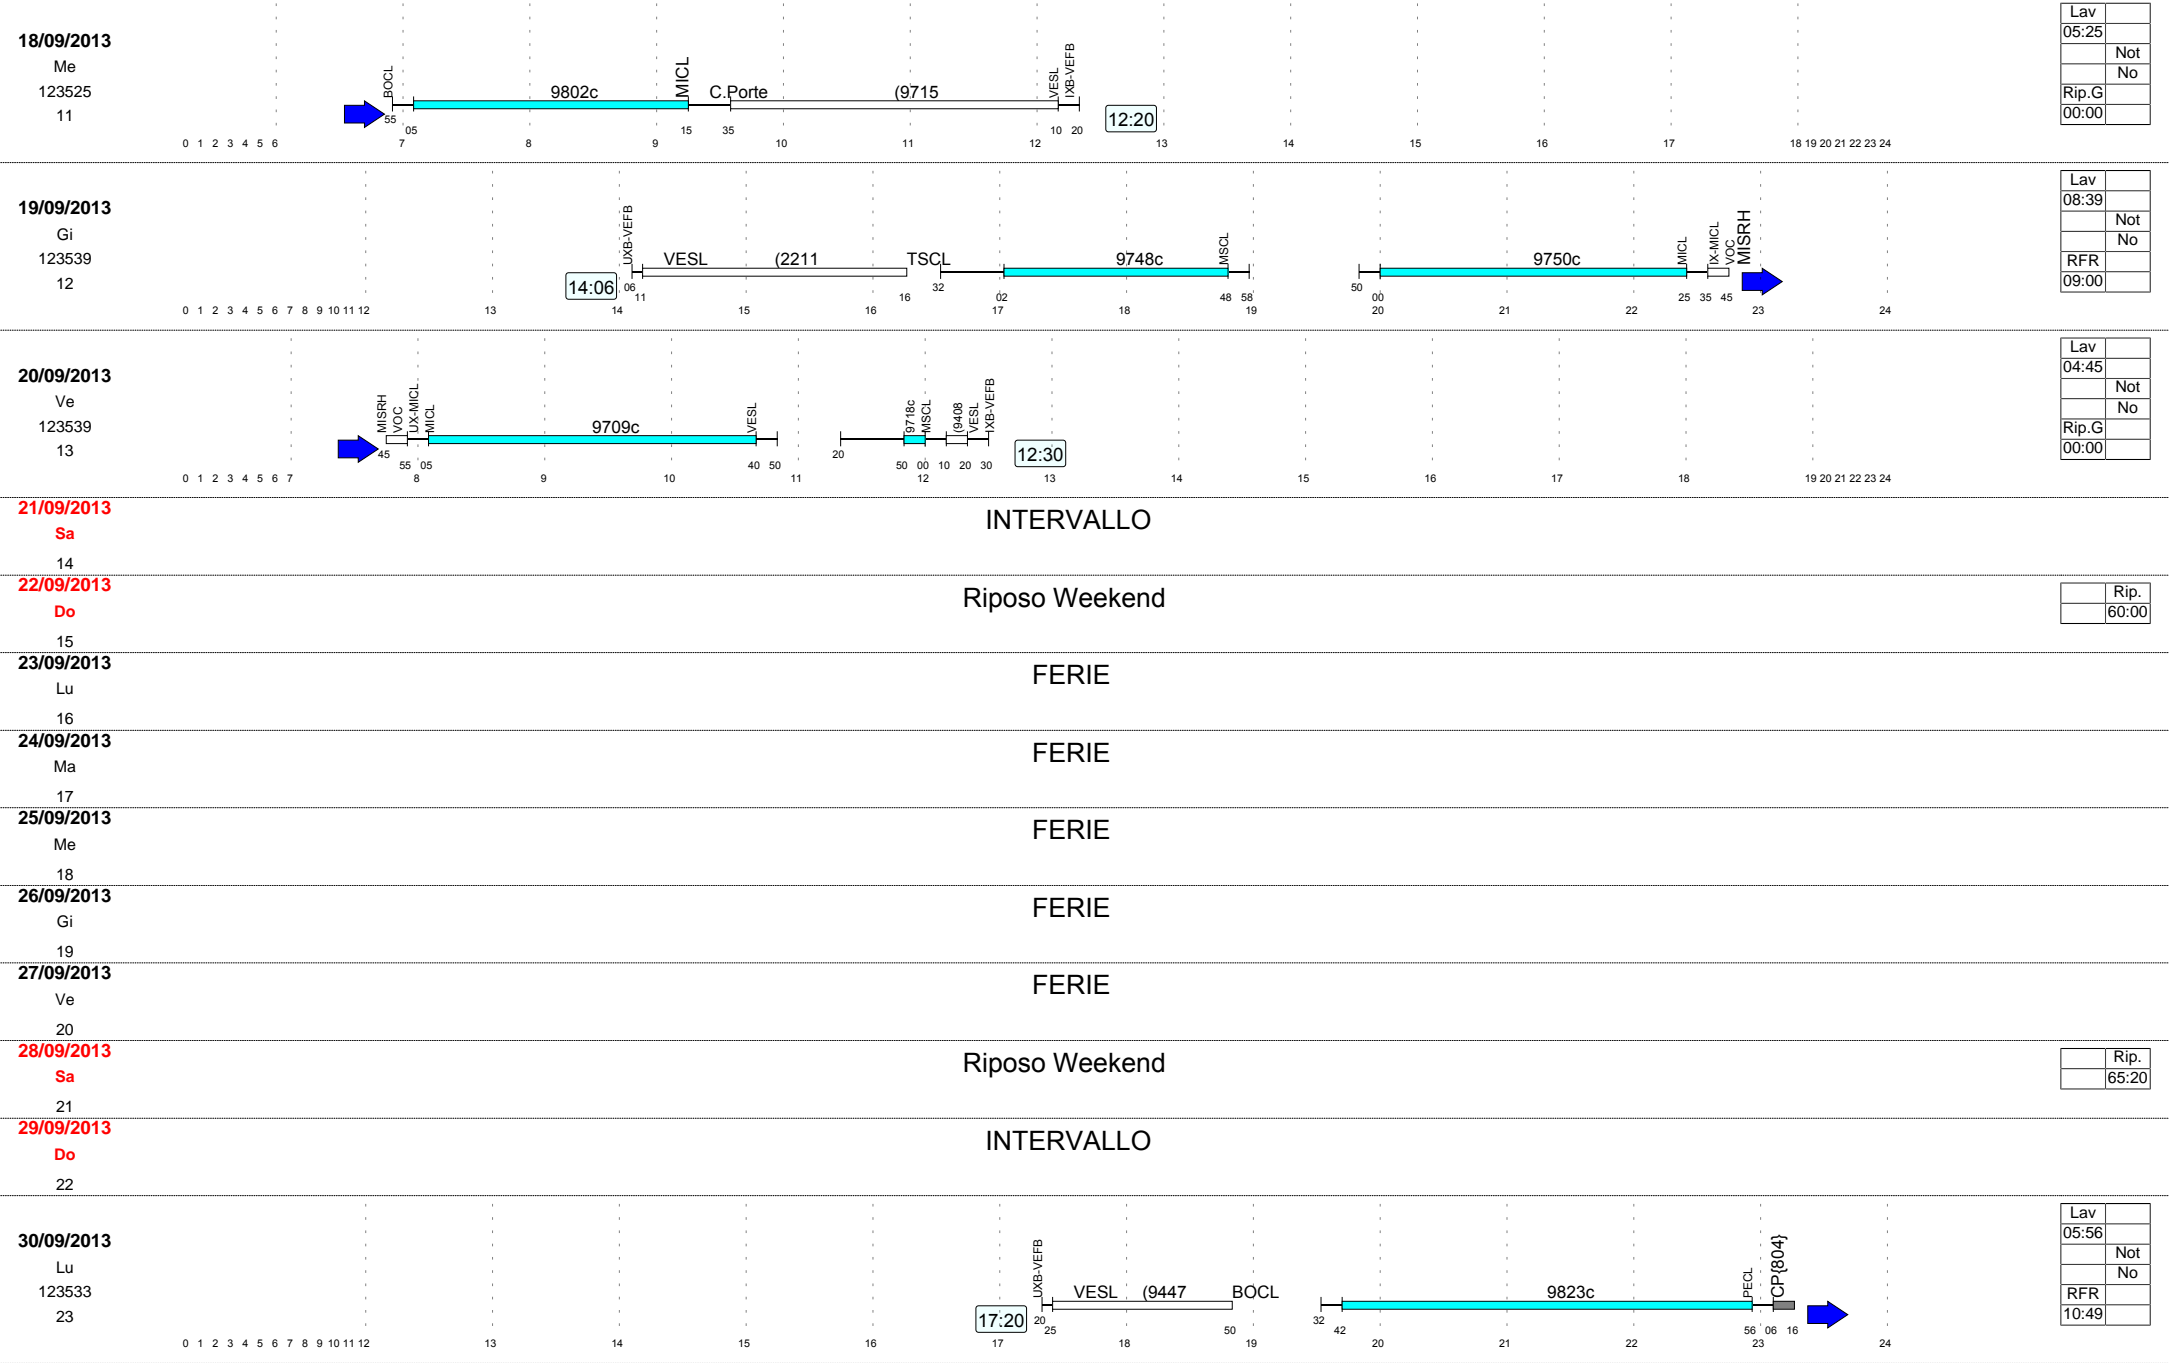 18/09/2013
Me
123525
11
BOCL 9802c MICL C.Porte (9715 VESL IXB-VEFB
55 05 15 35 10 20
12:20
0 1 2 3 4 5 6 7 8 9 10 11 12 13 14 15 16 17 18 19 20 21 22 23 24
Lav
05:25
Not
No
Rip.G
00:00
19/09/2013
Gi
123539
12
14:06
UXB-VEFB VESL (2211 TSCL 9748c MSCL 9750c MICL IX-MICL VOC MISRH
06 11 16 32 02 48 58 50 00 25 35 45
0 1 2 3 4 5 6 7 8 9 10 11 12 13 14 15 16 17 18 19 20 21 22 23 24
Lav
08:39
Not
No
RFR
09:00
20/09/2013
Ve
123539
13
MISRH VOC UX-MICL MICL 9709c VESL 9718c MSCL (9408 VESL IXB-VEFB
45 55 05 40 50 20 50 00 10 20 30
12:30
0 1 2 3 4 5 6 7 8 9 10 11 12 13 14 15 16 17 18 19 20 21 22 23 24
Lav
04:45
Not
No
Rip.G
00:00
21/09/2013
Sa
14
INTERVALLO
22/09/2013
Do
15
Riposo Weekend
Rip.
60:00
23/09/2013
Lu
16
FERIE
24/09/2013
Ma
17
FERIE
25/09/2013
Me
18
FERIE
26/09/2013
Gi
19
FERIE
27/09/2013
Ve
20
FERIE
28/09/2013
Sa
21
Riposo Weekend
Rip.
65:20
29/09/2013
Do
22
INTERVALLO
30/09/2013
Lu
123533
23
17:20
UXB-VEFB VESL (9447 BOCL 9823c PECL CP{804}
20 25 50 32 42 56 06 16
0 1 2 3 4 5 6 7 8 9 10 11 12 13 14 15 16 17 18 19 20 21 22 23 24
Lav
05:56
Not
No
RFR
10:49